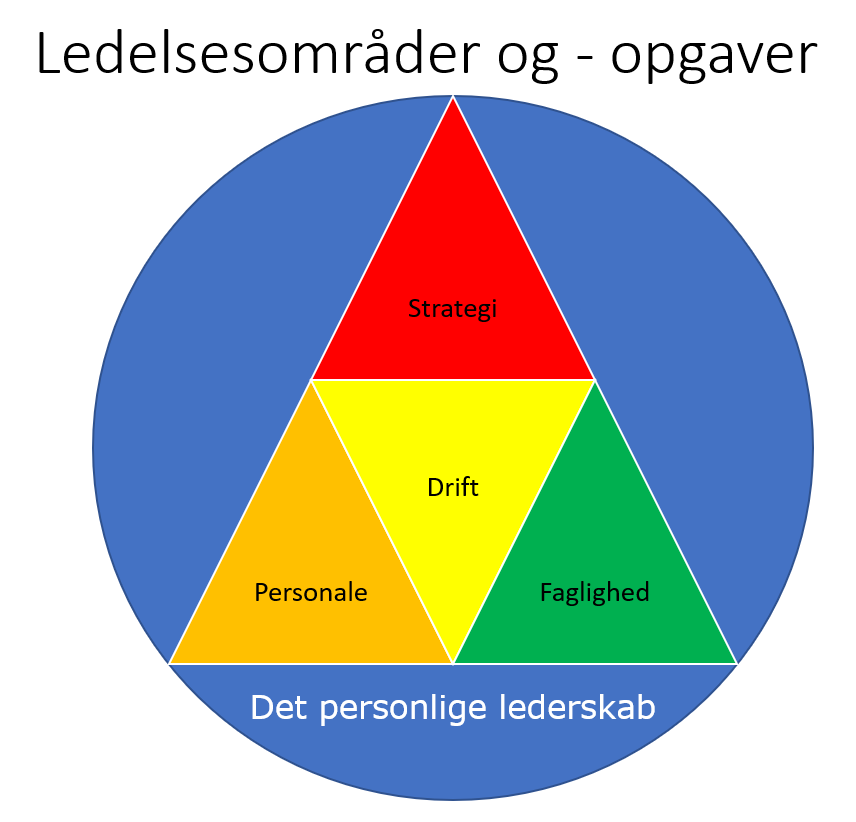 Ledelsesområder og - opgaver
Strategi
Drift
Personale
Faglighed
Det personlige lederskab